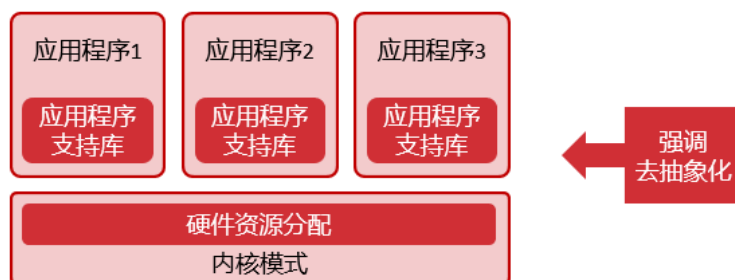 应用程序1
应用程序2
应用程序3
应用程序
支持库
应用程序
支持库
应用程序
支持库
强调
去抽象化
硬件资源分配
内核模式